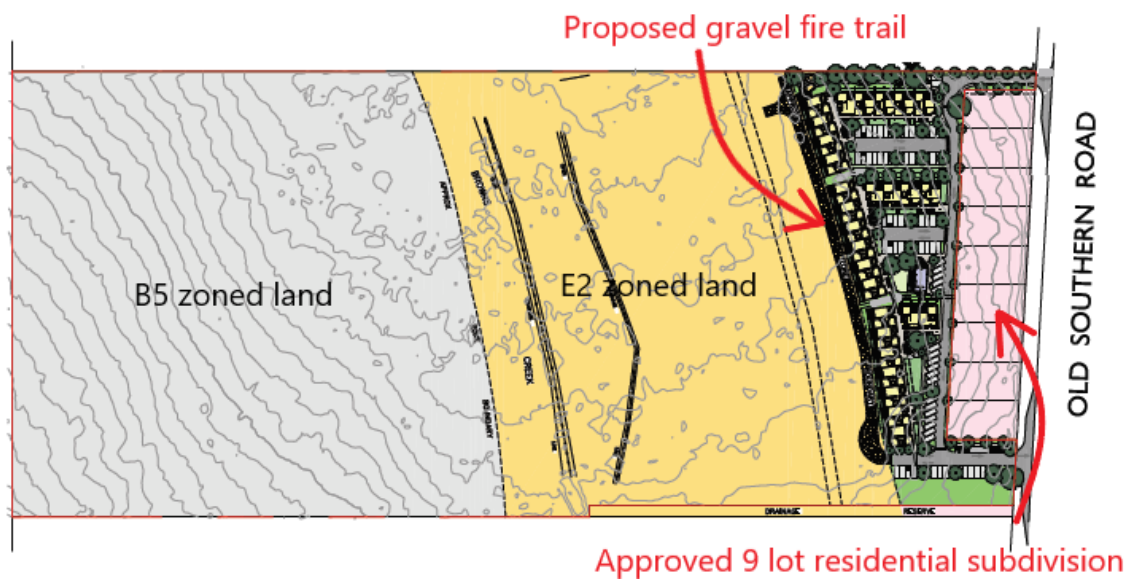 Proposed gravel fire trail
B5 zoned land
E2 zoned land
OLD SOUTHERN ROAD
CREEK
BOUNDARY
DRAINAGE
RESERVE
Approved 9 lot residential subdivision